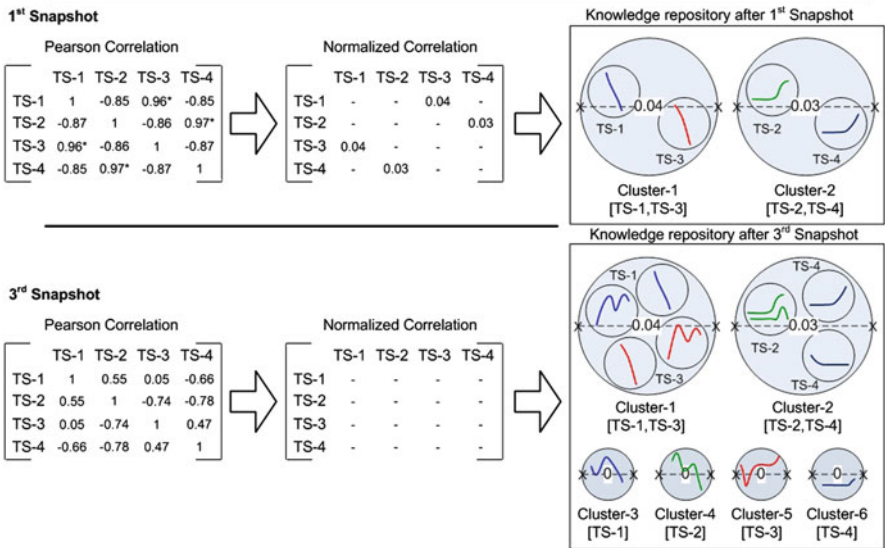 1st Snapshot
Pearson Correlation
TS-1 TS-2 TS-3 TS-4
TS-1 1 -0.85 0.96* -0.85
TS-2 -0.87 1 -0.86 0.97*
TS-3 0.96* -0.86 1 -0.87
TS-4 -0.85 0.97* -0.87 1
Normalized Correlation
TS-1 TS-2 TS-3 TS-4
TS-1 - - 0.04 -
TS-2 - - - 0.03
TS-3 0.04 - - -
TS-4 - 0.03 - -
Knowledge repository after 1st Snapshot
X 0.04 X
TS-1
TS-3
Cluster-1
[TS-1,TS-3]
X 0.03 X
TS-2
TS-4
Cluster-2
[TS-2,TS-4]
3rd Snapshot
Pearson Correlation
TS-1 TS-2 TS-3 TS-4
TS-1 1 0.55 0.05 -0.66
TS-2 0.55 1 -0.74 -0.78
TS-3 0.05 -0.74 1 0.47
TS-4 -0.66 -0.78 0.47 1
Normalized Correlation
TS-1 TS-2 TS-3 TS-4
TS-1 - - - -
TS-2 - - - -
TS-3 - - - -
TS-4 - - - -
Knowledge repository after 3rd Snapshot
TS-1
X 0.04 X
TS-3
Cluster-1
[TS-1,TS-3]
TS-4
X 0.03 X
TS-2
TS-4
Cluster-2
[TS-2,TS-4]
X 0 X
Cluster-3
[TS-1]
X 0 X
Cluster-4
[TS-2]
X 0 X
Cluster-5
[TS-3]
X 0 X
Cluster-6
[TS-4]